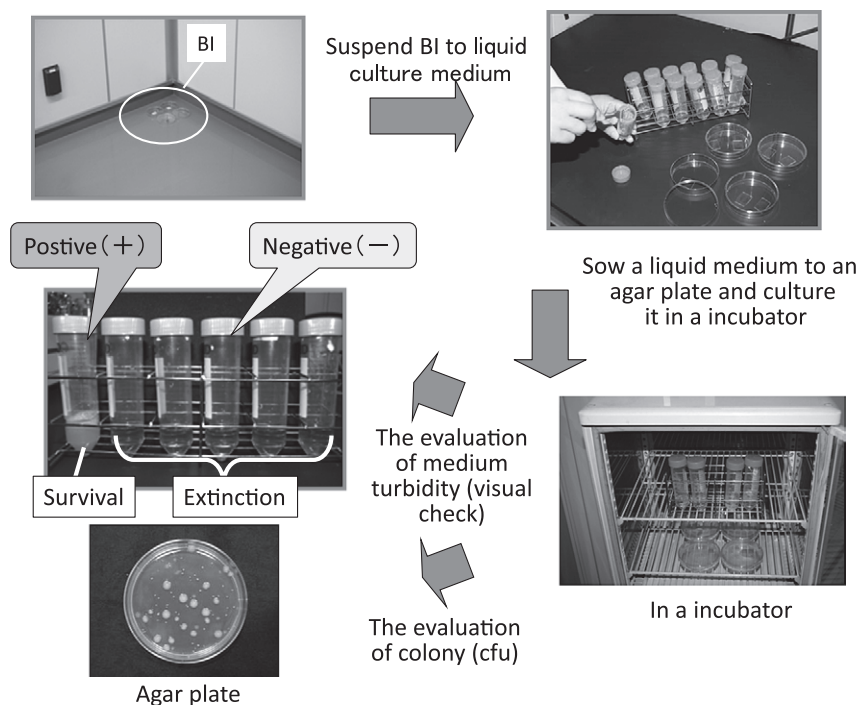 BI
Suspend BI to liquid
culture medium
Sow a liquid medium to an
agar plate and culture
it in a incubator
In a incubator
The evaluation
of medium
turbidity (visual
check)
Postive(+)
Negative(−)
Survival
Extinction
The evaluation
of colony (cfu)
Agar plate